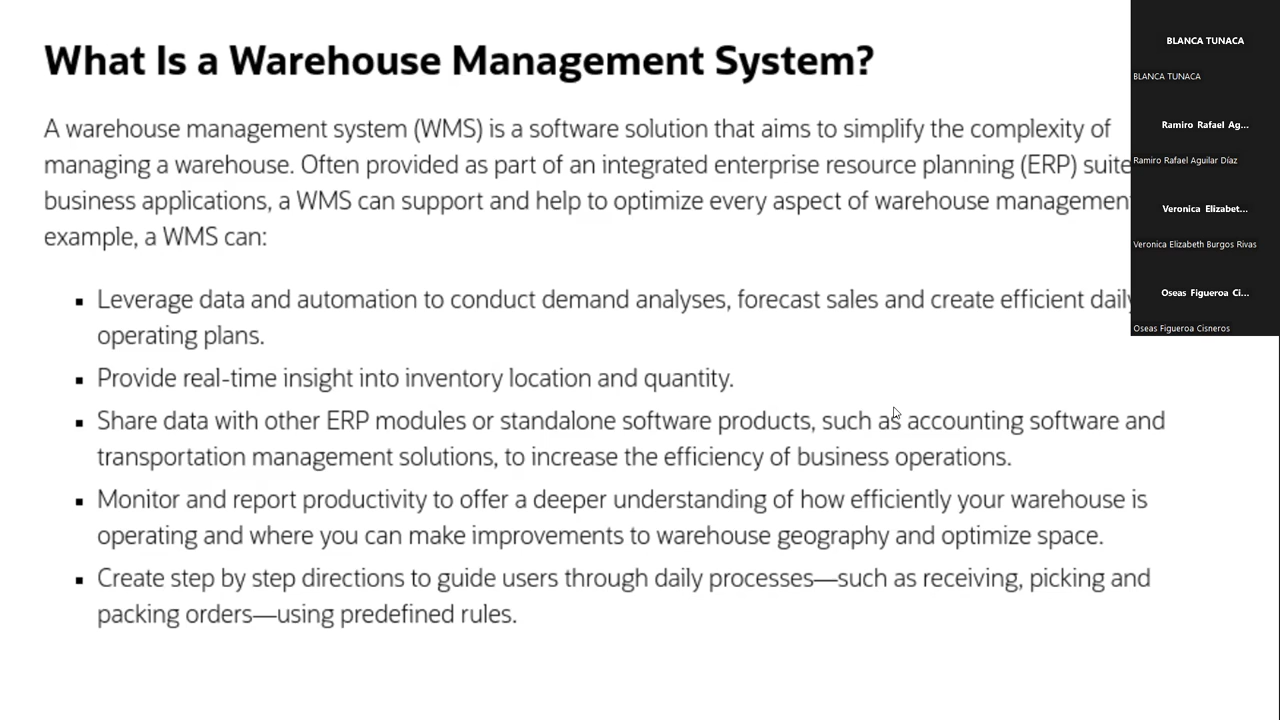 What Is a Warehouse Management System?
A warehouse management system (WMS) is a software solution that aims to simplify the complexity of
managing a warehouse. Often provided as part of an integrated enterprise resource planning (ERP) suite
business applications, a WMS can support and help to optimize every aspect of warehouse managemen
example, a WMS can:
▪ Leverage data and automation to conduct demand analyses, forecast sales and create efficient daily
operating plans.
▪ Provide real-time insight into inventory location and quantity.
▪ Share data with other ERP modules or standalone software products, such as accounting software and
transportation management solutions, to increase the efficiency of business operations.
▪ Monitor and report productivity to offer a deeper understanding of how efficiently your warehouse is
operating and where you can make improvements to warehouse geography and optimize space.
▪ Create step by step directions to guide users through daily processes—such as receiving, picking and
packing orders—using predefined rules.
BLANCA TUNACA
BLANCA TUNACA
Ramiro Rafael Ag...
Ramiro Rafael Aguilar Díaz
Veronica Elizabet...
Veronica Elizabeth Burgos Rivas
Oseas Figueroa Ci...
Oseas Figueroa Cisneros